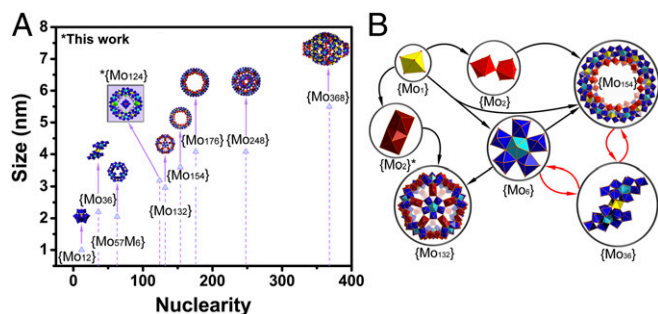 A
*This work
Size (nm)
8
7
6
5
4
3
2
1
0
100
200
300
400
Nuclearity
*{Mo124}
{Mo368}
{Mo176}
{Mo248}
{Mo154}
{Mo36}
{Mo132}
{Mo57M6}
{Mo12}
B
{Mo1}
{Mo2}
{Mo154}
{Mo2}*
{Mo6}
{Mo132}
{Mo36}